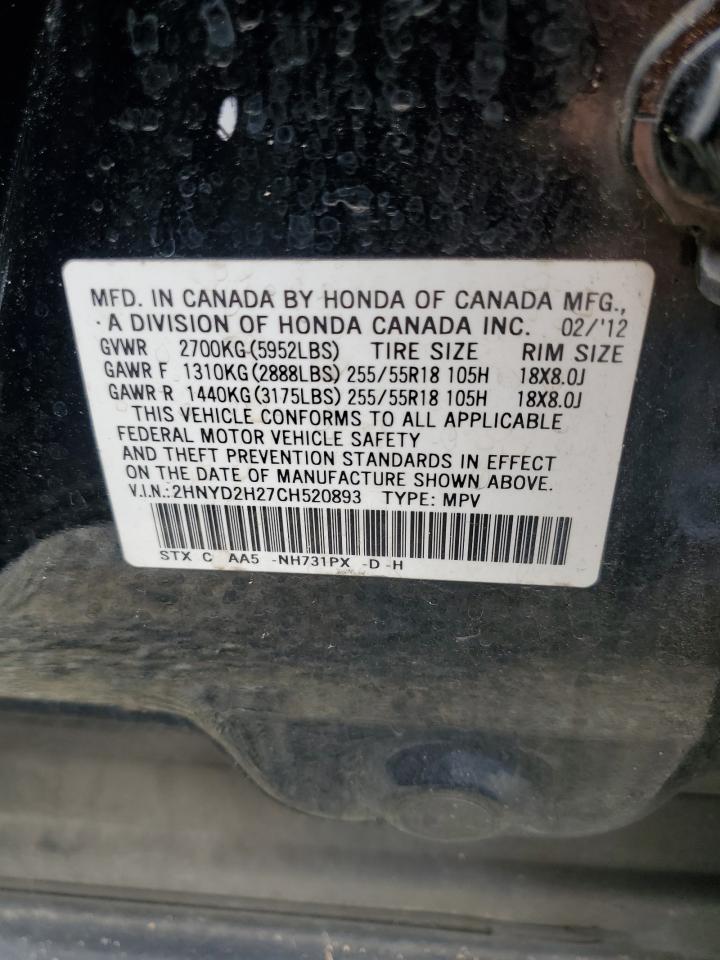 MFD. IN CANADA BY HONDA OF CANADA MFG.,
A DIVISION OF HONDA CANADA INC. 02/'12
GVWR 2700KG(5952LBS) TIRE SIZE RIM SIZE
GAWR F 1310KG(2888LBS) 255/55R18 105H 18X8.0J
GAWR R 1440KG(3175LBS) 255/55R18 105H 18X8.0J
THIS VEHICLE CONFORMS TO ALL APPLICABLE
FEDERAL MOTOR VEHICLE SAFETY
AND THEFT PREVENTION STANDARDS IN EFFECT
ON THE DATE OF MANUFACTURE SHOWN ABOVE.
V.I.N.:2HNYD2H27CH520893 TYPE: MPV
STX C AA5 -NH731PX -D -H